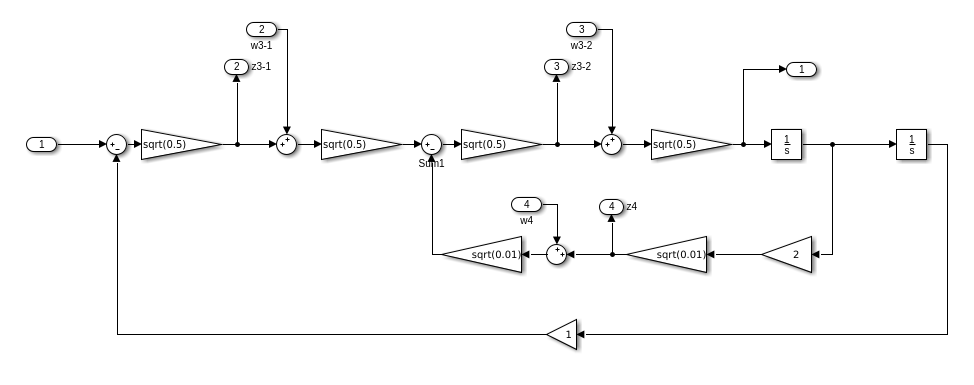 2
w3-1
3
w3-2
2 z3-1
3 z3-2
1
1
+
−
sqrt(0.5)
+
+
sqrt(0.5)
+
−
Sum1
sqrt(0.5)
+
+
sqrt(0.5)
1
s
1
s
4
w4
4 z4
sqrt(0.01)
+
+
sqrt(0.01)
2
1